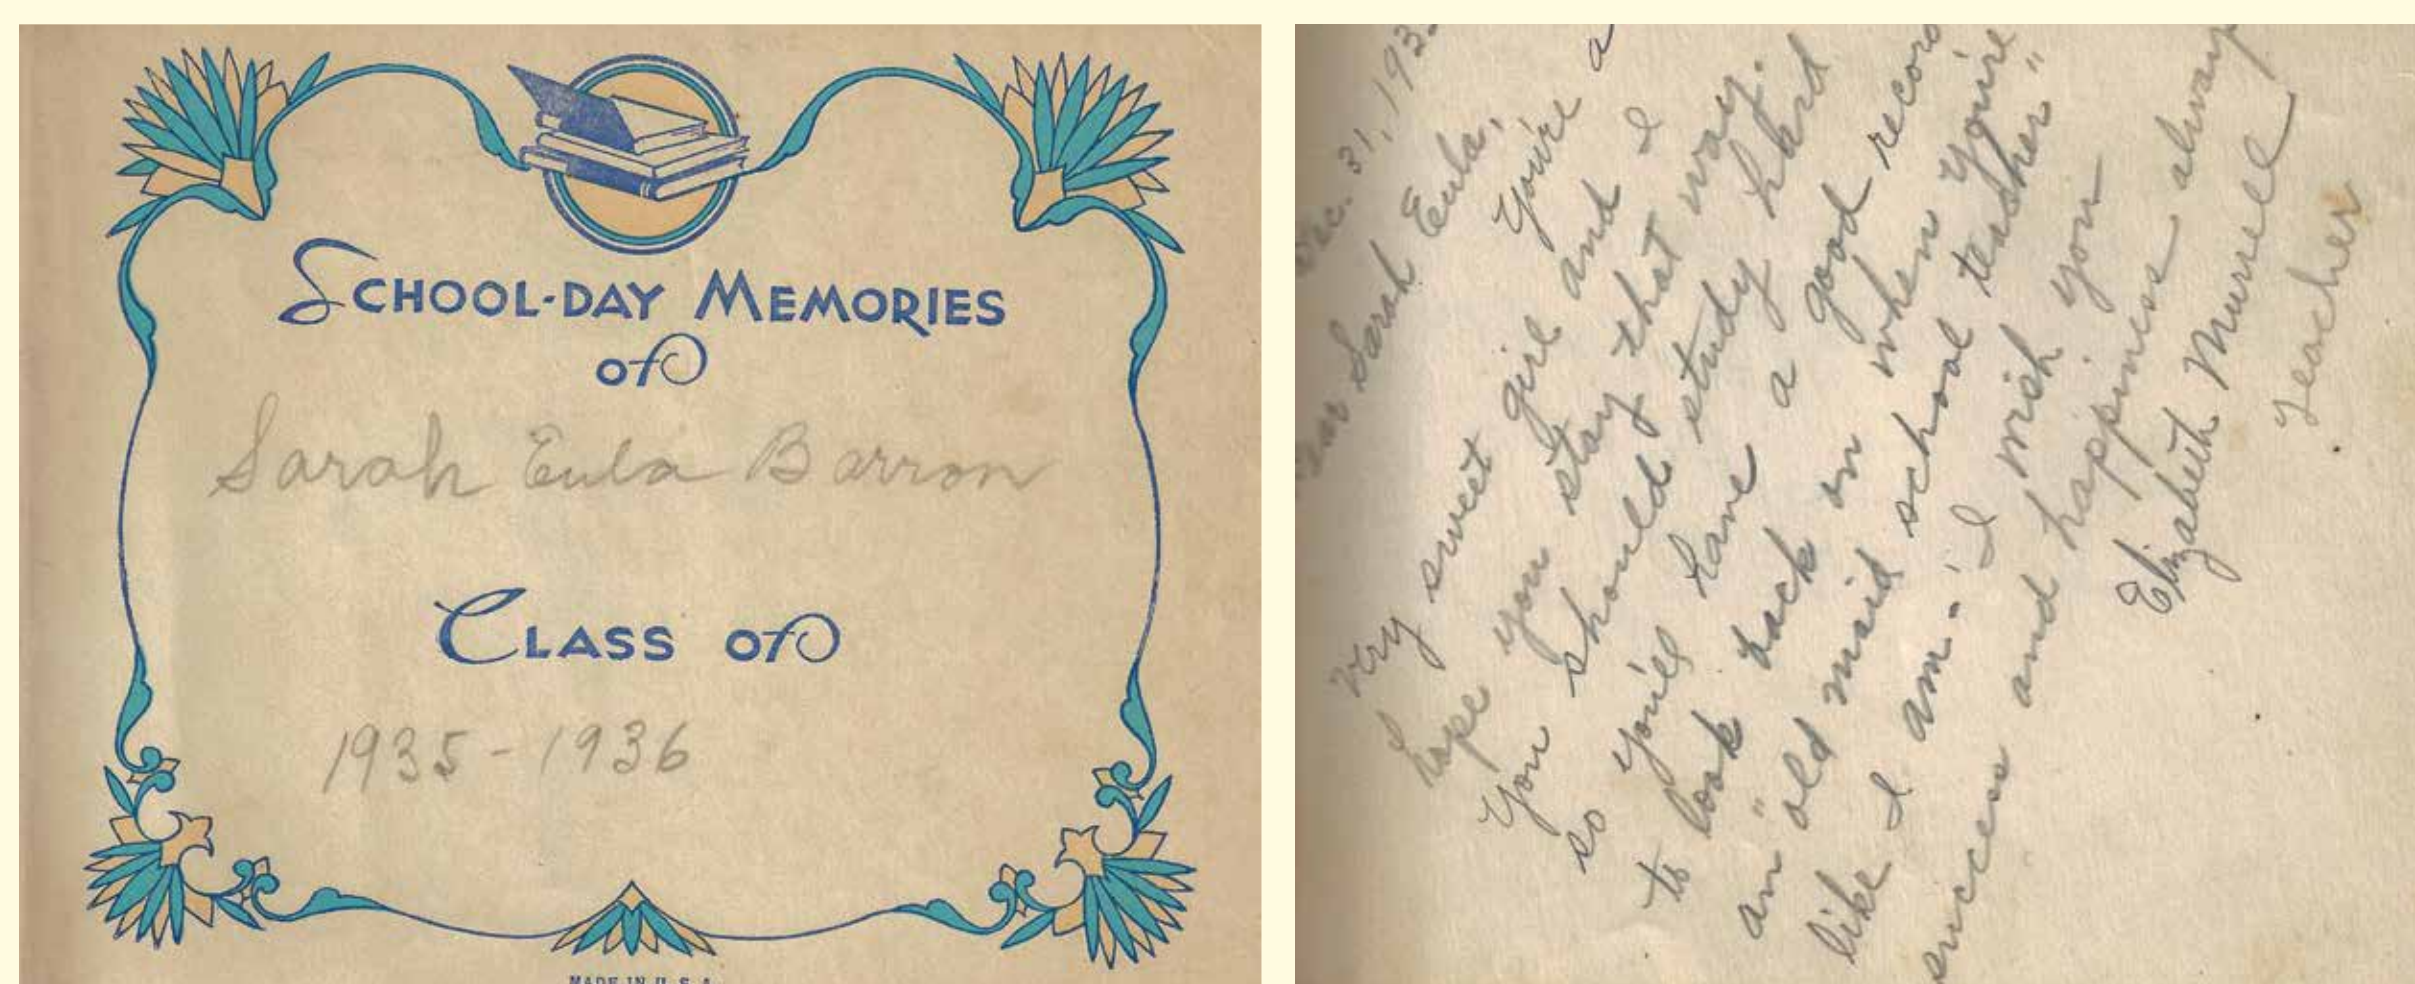 SCHOOL-DAY MEMORIES
of
Sarah Eula Barron
CLASS of
1935-1936
MADE IN U.S.A.
Dec. 31, 193
Dear Sarah Eula,
You're a
very sweet girl and I
hope you stay that way.
You should study hard
so you'll have a good record
to look back on when you're
an "old maid school teacher"
like I am. - I wish you
success and happiness always
Elizabeth Murrell
Teacher